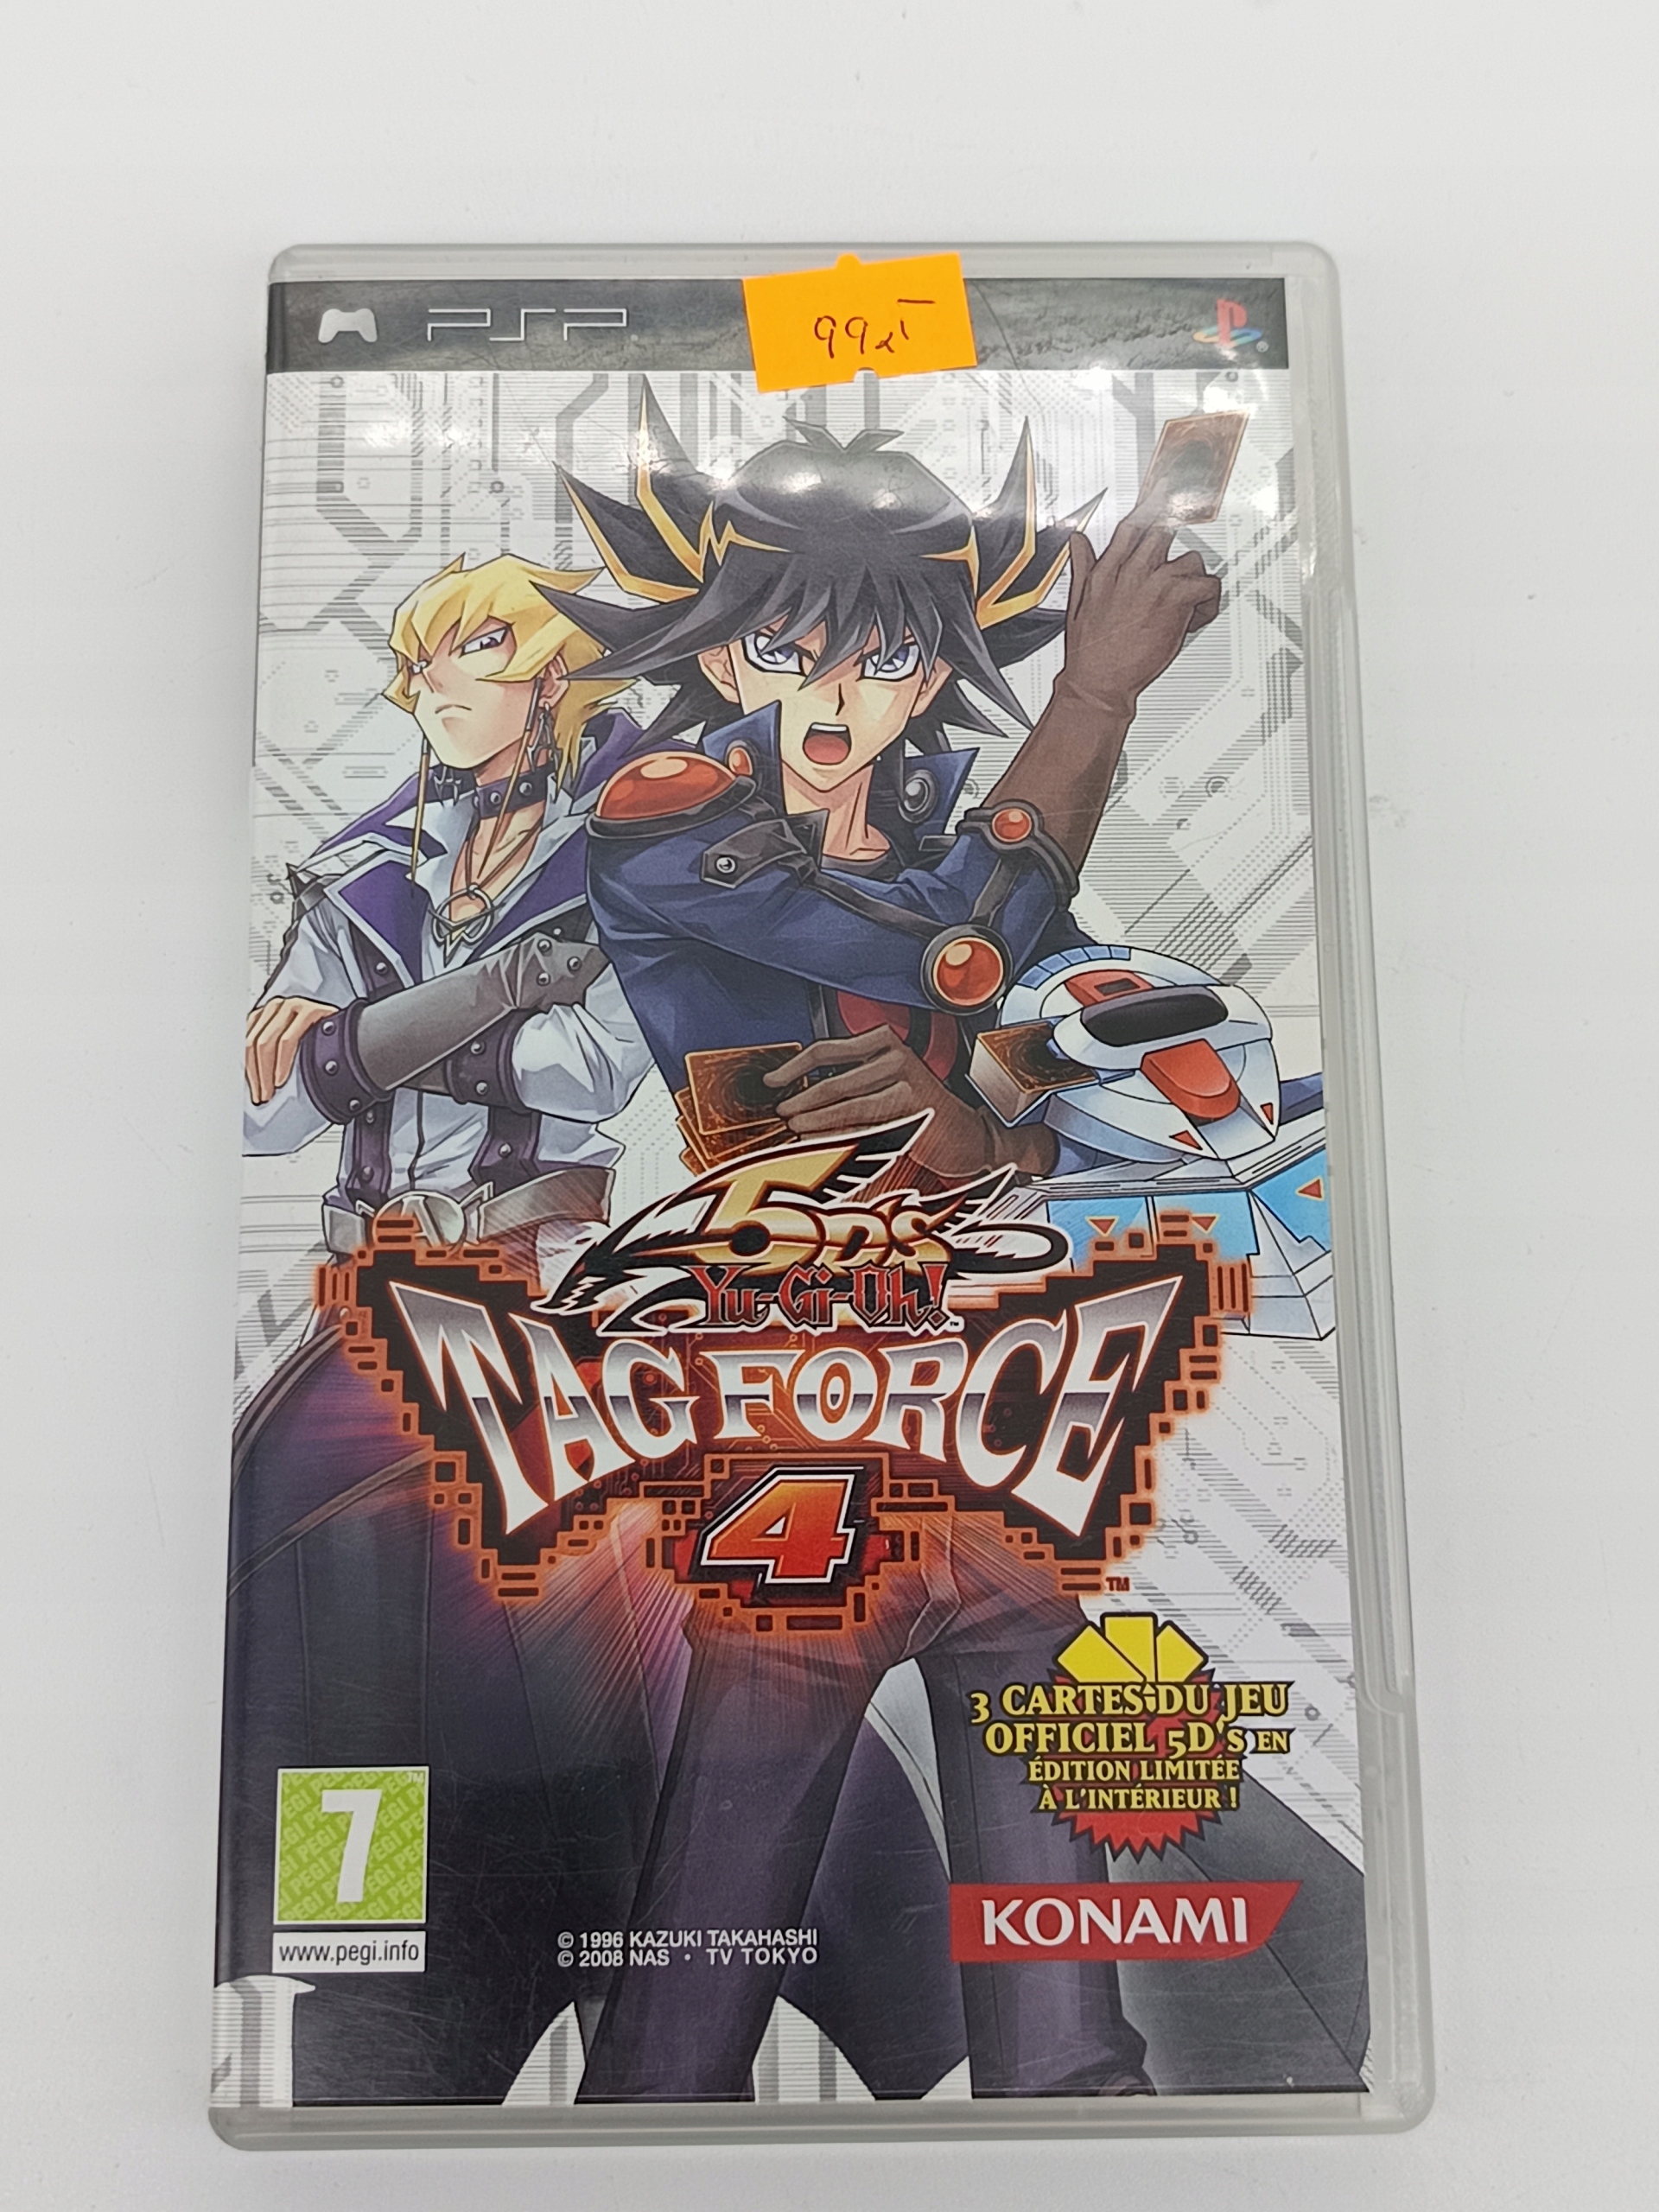 PSP
99,-
5D's
Yu-Gi-Oh!™
TAG FORCE
4
™
3 CARTES DU JEU
OFFICIEL 5D's EN
ÉDITION LIMITÉE
À L'INTÉRIEUR !
7
www.pegi.info
© 1996 KAZUKI TAKAHASHI
© 2008 NAS • TV TOKYO
KONAMI